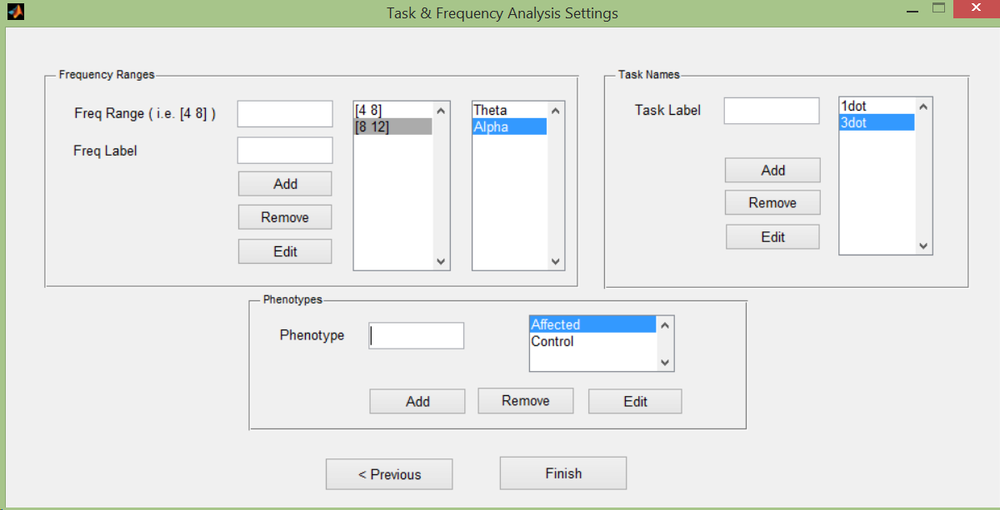 Task & Frequency Analysis Settings
Frequency Ranges
Freq Range ( i.e. [4 8] )
Freq Label
Add
Remove
Edit
[4 8]
[8 12]
Theta
Alpha
Task Names
Task Label
Add
Remove
Edit
1dot
3dot
Phenotypes
Phenotype
Affected
Control
Add
Remove
Edit
< Previous
Finish